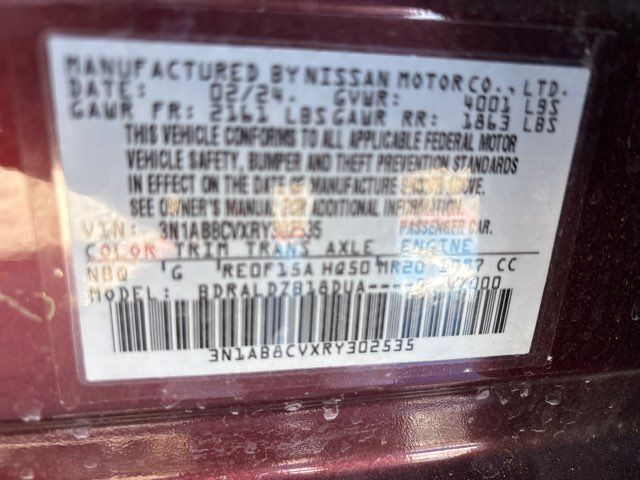 MANUFACTURED BY NISSAN MOTOR CO., LTD.
DATE: 02/24. GVWR: 4001 LBS
GAWR FR: 2161 LBS GAWR RR: 1863 LBS
THIS VEHICLE CONFORMS TO ALL APPLICABLE FEDERAL MOTOR
VEHICLE SAFETY, BUMPER AND THEFT PREVENTION STANDARDS
IN EFFECT ON THE DATE OF MANUFACTURE SHOWN ABOVE.
SEE OWNER'S MANUAL FOR ADDITIONAL INFORMATION.
VIN: 3N1AB8CVXRY302535 PASSENGER CAR.
COLOR TRIM TRANS AXLE ENGINE
NBQ G RE0F15A HQ50 MR20 1997 CC
MODEL: BDRALDZB18DUA----
3N1AB8CVXRY302535